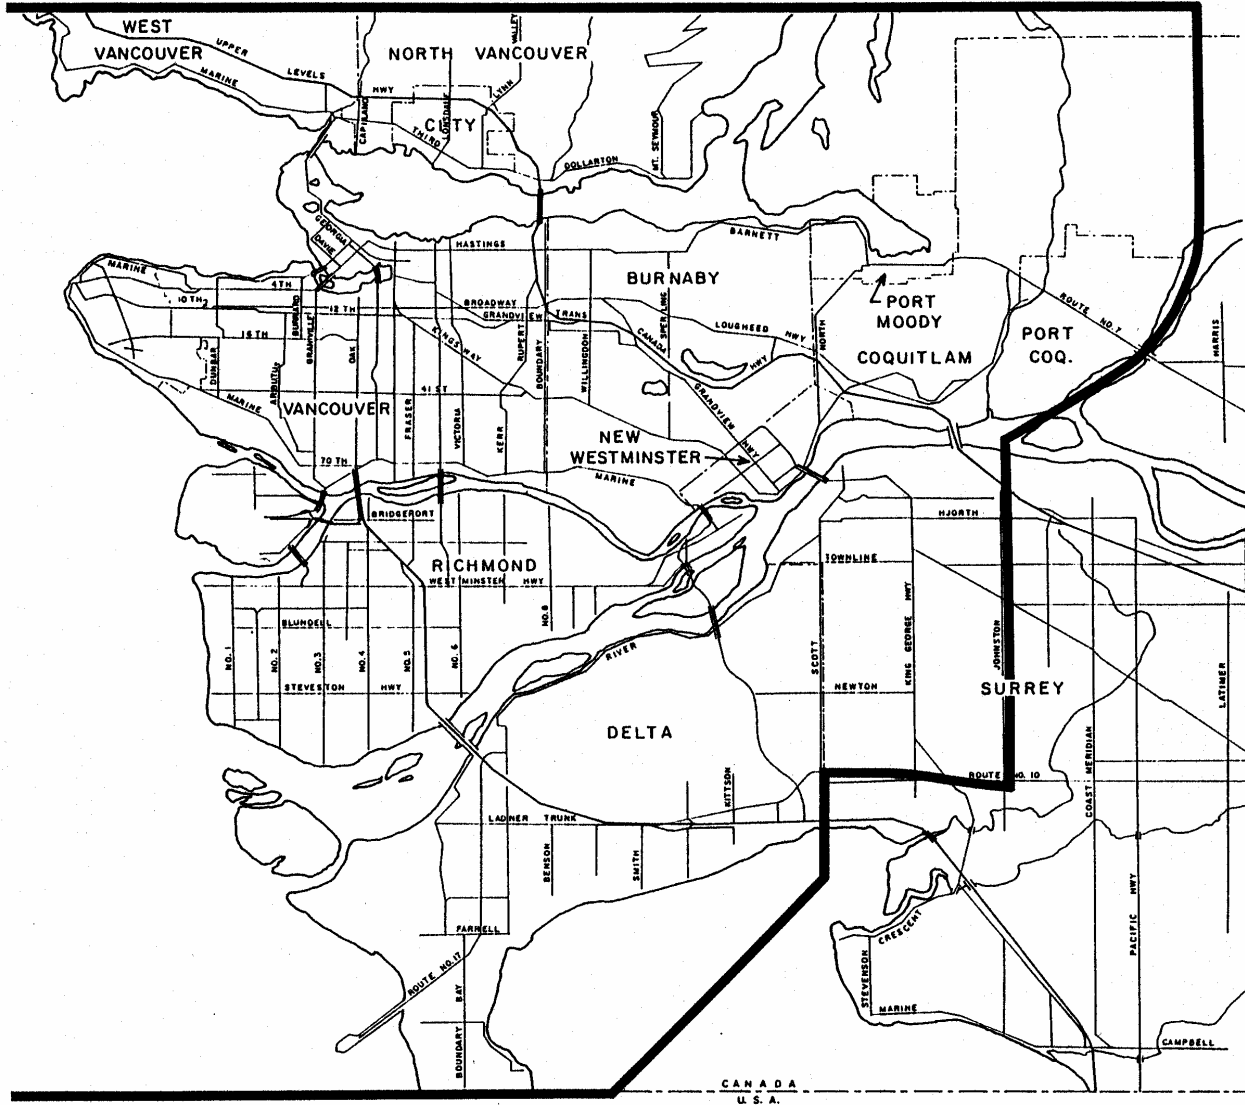 WEST
VANCOUVER
UPPER
LEVELS
HWY
MARINE
NORTH VANCOUVER
VALLEY
LYNN
CAPILANO
LONSDALE
CITY
THIRD
DOLLARTON
MT. SEYMOUR
GEORGIA
DAVIE
HASTINGS
BARNETT
MARINE
4TH
10TH
12 TH
BROADWAY
GRANDVIEW
TRANS
CANADA
HWY
BURNABY
SPERLING
LOUGHEED HWY
NORTH
PORT
MOODY
COQUITLAM
ROUTE NO. 7
PORT
COQ.
HARRIS
16 TH
BURRARD
GRANVILLE
OAK
KINGSWAY
RUPERT
BOUNDARY
WILLINGDON
DUNBAR
ARBUTUS
41 ST
MARINE
VANCOUVER
FRASER
VICTORIA
KERR
GRANDVIEW HWY
NEW
WESTMINSTER
70 TH
MARINE
BRIDGEPORT
HJORTH
RICHMOND
WESTMINSTER HWY
TOWNLINE
BLUNDELL
NO. 1
NO. 2
NO. 3
NO. 4
NO. 5
NO. 6
NO. 8
RIVER
SCOTT
KING GEORGE HWY
JOHNSTON
STEVESTON HWY
NEWTON
SURREY
LATIMER
DELTA
COAST MERIDIAN
ROUTE NO. 10
KITTSON
LADNER TRUNK
BENSON
SMITH
PACIFIC HWY
FARRELL
CRESCENT
STEVENSON
ROUTE NO. 17
BOUNDARY BAY
MARINE
CAMPBELL
CANADA
U. S. A.